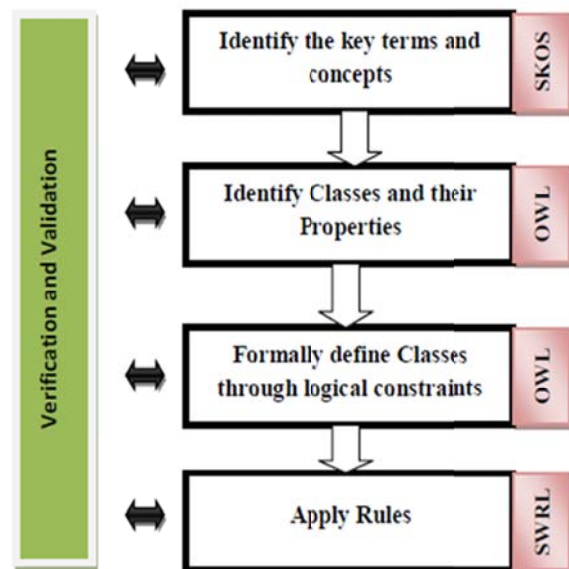 Verification and Validation
Identify the key terms and
concepts
SKOS
Identify Classes and their
Properties
OWL
Formally define Classes
through logical constraints
OWL
Apply Rules
SWRL